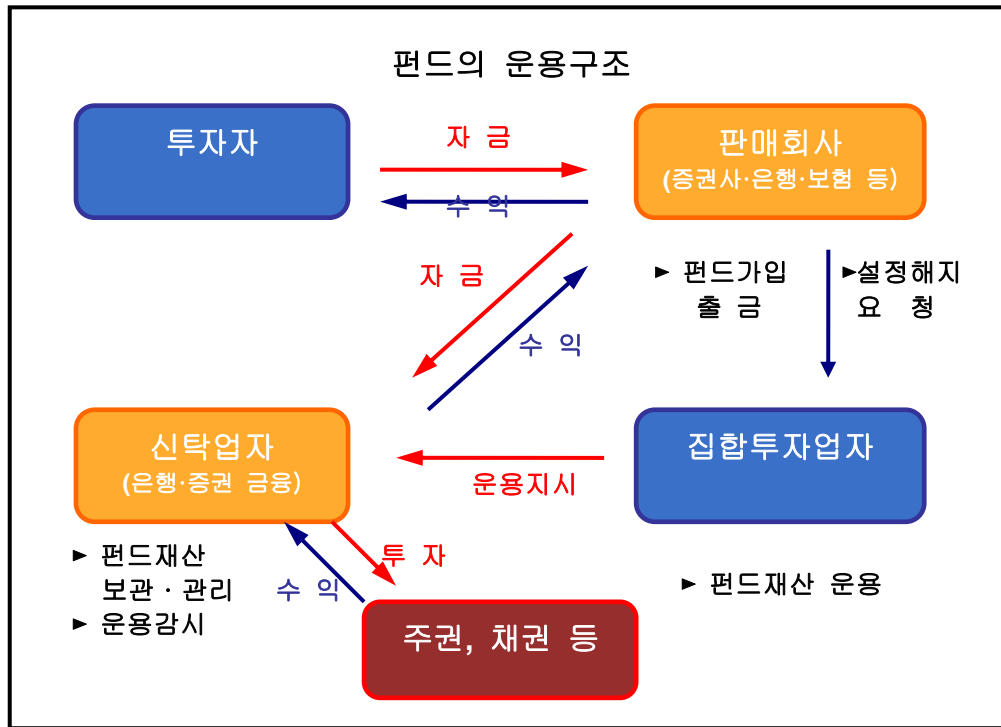 펀드의 운용구조
투자자
자 금
수 익
판매회사
(증권사·은행·보험 등)
자 금
수 익
► 펀드가입
출 금
►설정해지
요 청
신탁업자
(은행·증권 금융)
운용지시
집합투자업자
► 펀드재산
보관 · 관리
► 운용감시
수 익
투 자
주권, 채권 등
► 펀드재산 운용